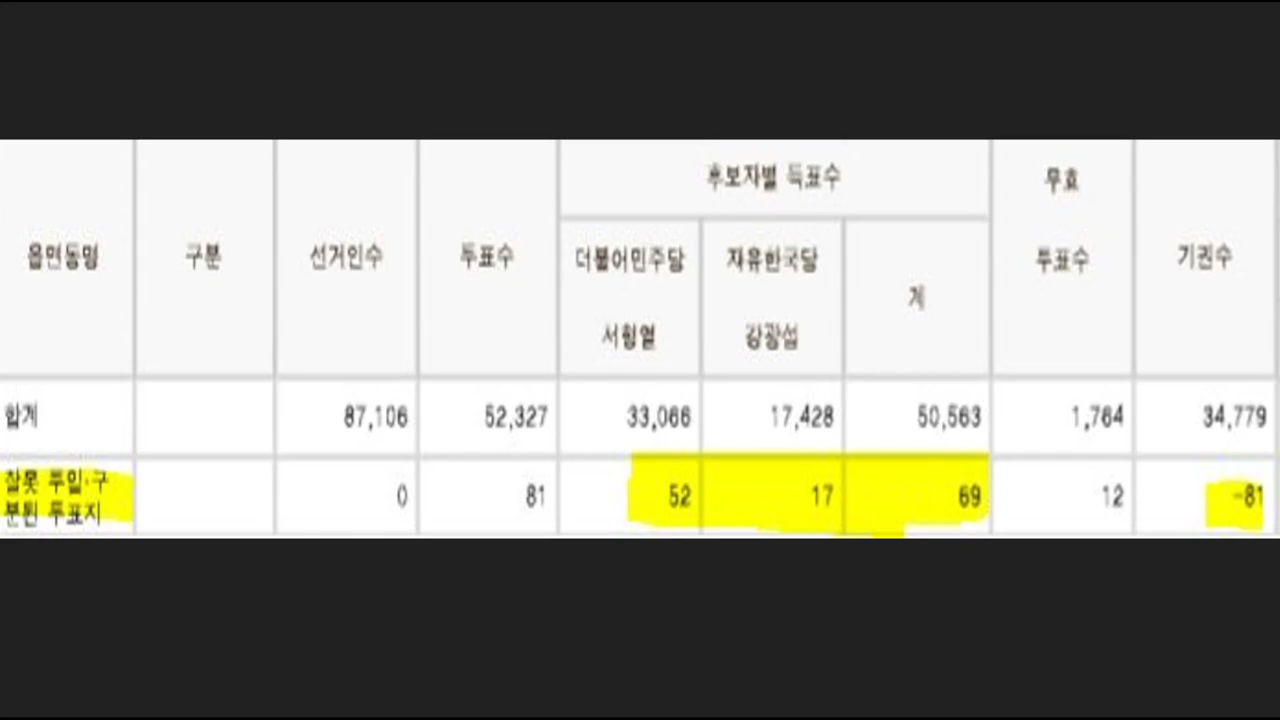 읍면동명 구분 선거인수 투표수 후보자별 득표수 무효 투표수 기권수
더불어민주당 서형열 자유한국당 강광섭 계
합계 87,106 52,327 33,066 17,428 50,563 1,764 34,779
잘못 투입·구
분된 투표지 0 81 52 17 69 12 -81